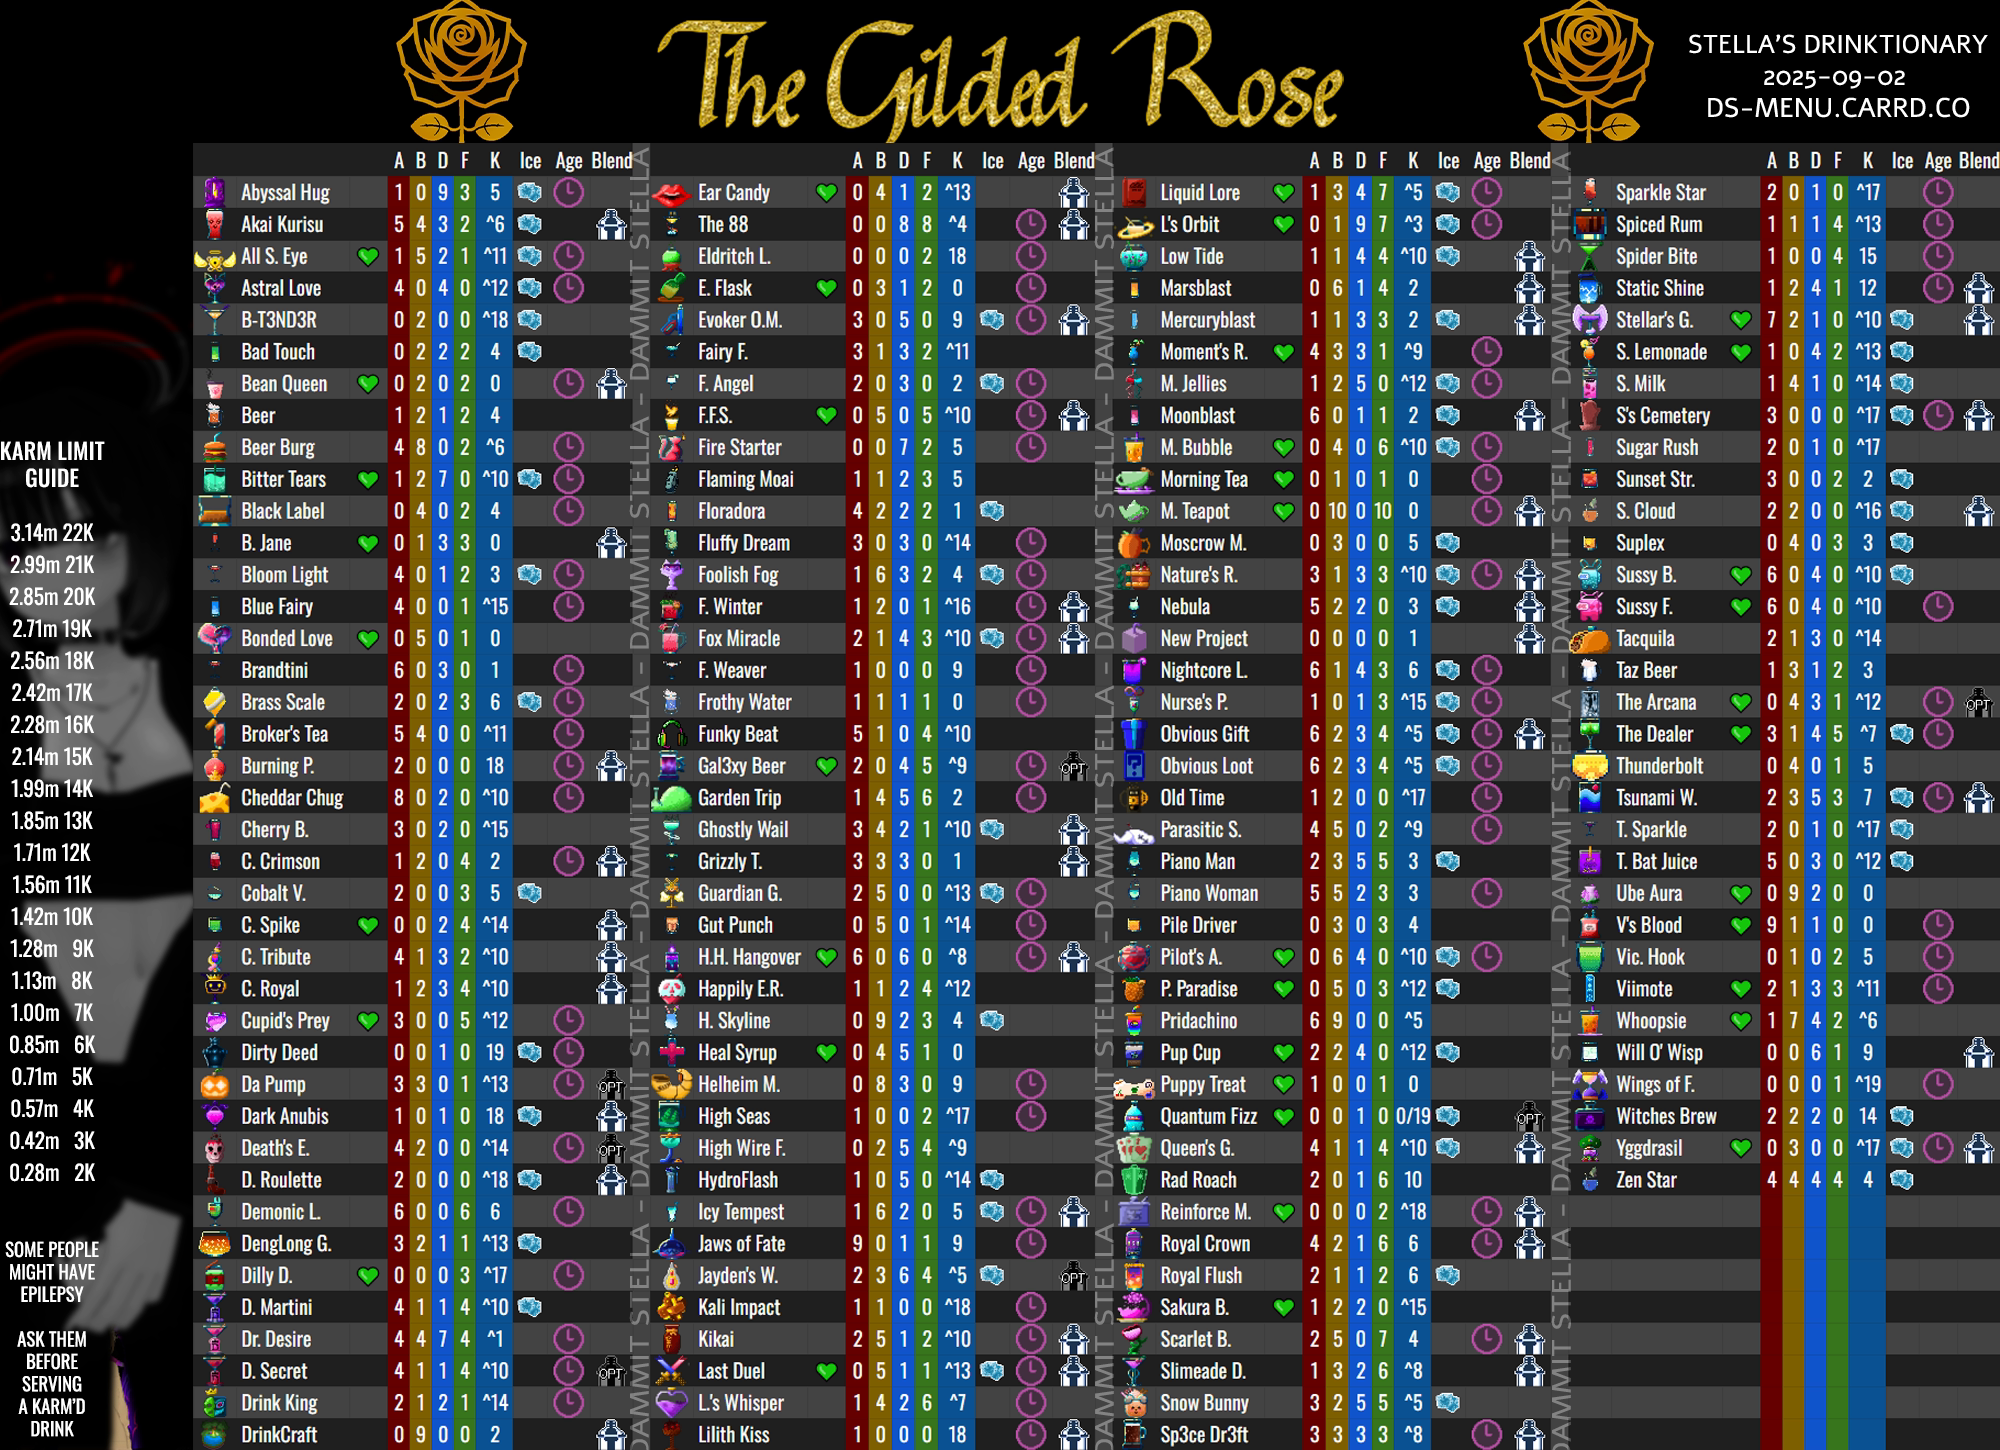 The Gilded Rose
STELLA'S DRINKTIONARY
2025-09-02
DS-MENU.CARRD.CO
KARM LIMIT
GUIDE
3.14m 22K
2.99m 21K
2.85m 20K
2.71m 19K
2.56m 18K
2.42m 17K
2.28m 16K
2.14m 15K
1.99m 14K
1.85m 13K
1.71m 12K
1.56m 11K
1.42m 10K
1.28m 9K
1.13m 8K
1.00m 7K
0.85m 6K
0.71m 5K
0.57m 4K
0.42m 3K
0.28m 2K
SOME PEOPLE
MIGHT HAVE
EPILEPSY
ASK THEM
BEFORE
SERVING
A KARM'D
DRINK
A B D F K Ice Age Blend
Abyssal Hug 1 0 9 3 5
Akai Kurisu 5 4 3 2 ^6
All S. Eye 1 5 2 1 ^11
Astral Love 4 0 4 0 ^12
B-T3ND3R 0 2 0 0 ^18
Bad Touch 0 2 2 2 4
Bean Queen 0 2 0 2 0
Beer 1 2 1 2 4
Beer Burg 4 8 0 2 ^6
Bitter Tears 1 2 7 0 ^10
Black Label 0 4 0 2 4
B. Jane 0 1 3 3 0
Bloom Light 4 0 1 2 3
Blue Fairy 4 0 0 1 ^15
Bonded Love 0 5 0 1 0
Brandtini 6 0 3 0 1
Brass Scale 2 0 2 3 6
Broker's Tea 5 4 0 0 ^11
Burning P. 2 0 0 0 18 OPT
Cheddar Chug 8 0 2 0 ^10
Cherry B. 3 0 2 0 ^15
C. Crimson 1 2 0 4 2
Cobalt V. 2 0 0 3 5
C. Spike 0 0 2 4 ^14
C. Tribute 4 1 3 2 ^10
C. Royal 1 2 3 4 ^10
Cupid's Prey 3 0 0 5 ^12
Dirty Deed 0 0 1 0 19
Da Pump 3 3 0 1 ^13 OPT
Dark Anubis 1 0 1 0 18
Death's E. 4 2 0 0 ^14 OPT
D. Roulette 2 0 0 0 ^18
Demonic L. 6 0 0 6 6
DengLong G. 3 2 1 1 ^13
Dilly D. 0 0 0 3 ^17
D. Martini 4 1 1 4 ^10
Dr. Desire 4 4 7 4 ^1
D. Secret 4 1 1 4 ^10 OPT
Drink King 2 1 2 1 ^14
DrinkCraft 0 9 0 0 2
DAMMIT STELLA - DAMMIT STELLA - DAMMIT STELLA - DAMMIT STELLA
A B D F K Ice Age Blend
Ear Candy 0 4 1 2 ^13
The 88 0 0 8 8 ^4
Eldritch L. 0 0 0 2 18
E. Flask 0 3 1 2 0
Evoker O.M. 3 0 5 0 9
Fairy F. 3 1 3 2 ^11
F. Angel 2 0 3 0 2
F.F.S. 0 5 0 5 ^10
Fire Starter 0 0 7 2 5
Flaming Moai 1 1 2 3 5
Floradora 4 2 2 2 1
Fluffy Dream 3 0 3 0 ^14
Foolish Fog 1 6 3 2 4
F. Winter 1 2 0 1 ^16
Fox Miracle 2 1 4 3 ^10
F. Weaver 1 0 0 0 9
Frothy Water 1 1 1 1 0
Funky Beat 5 1 0 4 ^10
Gal3xy Beer 2 0 4 5 ^9 OPT
Garden Trip 1 4 5 6 2
Ghostly Wail 3 4 2 1 ^10
Grizzly T. 3 3 3 0 1
Guardian G. 2 5 0 0 ^13
Gut Punch 0 5 0 1 ^14
H.H. Hangover 6 0 6 0 ^8
Happily E.R. 1 1 2 4 ^12
H. Skyline 0 9 2 3 4
Heal Syrup 0 4 5 1 0
Helheim M. 0 8 3 0 9
High Seas 1 0 0 2 ^17
High Wire F. 0 2 5 4 ^9
HydroFlash 1 0 5 0 ^14
Icy Tempest 1 6 2 0 5
Jaws of Fate 9 0 1 1 9
Jayden's W. 2 3 6 4 ^5 OPT
Kali Impact 1 1 0 0 ^18
Kikai 2 5 1 2 ^10
Last Duel 0 5 1 1 ^13
L.'s Whisper 1 4 2 6 ^7
Lilith Kiss 1 0 0 0 18
DAMMIT STELLA - DAMMIT STELLA - DAMMIT STELLA - DAMMIT STELLA
A B D F K Ice Age Blend
Liquid Lore 1 3 4 7 ^5
L's Orbit 0 1 9 7 ^3
Low Tide 1 1 4 4 ^10
Marsblast 0 6 1 4 2
Mercuryblast 1 1 3 3 2
Moment's R. 4 3 3 1 ^9
M. Jellies 1 2 5 0 ^12
Moonblast 6 0 1 1 2
M. Bubble 0 4 0 6 ^10
Morning Tea 0 1 0 1 0
M. Teapot 0 10 0 10 0
Moscrow M. 0 3 0 0 5
Nature's R. 3 1 3 3 ^10
Nebula 5 2 2 0 3
New Project 0 0 0 0 1
Nightcore L. 6 1 4 3 6
Nurse's P. 1 0 1 3 ^15
Obvious Gift 6 2 3 4 ^5
Obvious Loot 6 2 3 4 ^5
Old Time 1 2 0 0 ^17
Parasitic S. 4 5 0 2 ^9
Piano Man 2 3 5 5 3
Piano Woman 5 5 2 3 3
Pile Driver 0 3 0 3 4
Pilot's A. 0 6 4 0 ^10
P. Paradise 0 5 0 3 ^12
Pridachino 6 9 0 0 ^5
Pup Cup 2 2 4 0 ^12
Puppy Treat 1 0 0 1 0
Quantum Fizz 0 0 1 0 0/19 OPT
Queen's G. 4 1 1 4 ^10
Rad Roach 2 0 1 6 10
Reinforce M. 0 0 0 2 ^18
Royal Crown 4 2 1 6 6
Royal Flush 2 1 1 2 6
Sakura B. 1 2 2 0 ^15
Scarlet B. 2 5 0 7 4
Slimeade D. 1 3 2 6 ^8
Snow Bunny 3 2 5 5 ^5
Sp3ce Dr3ft 3 3 3 3 ^8
DAMMIT STELLA - DAMMIT STELLA - DAMMIT STELLA - DAMMIT STELLA
A B D F K Ice Age Blend
Sparkle Star 2 0 1 0 ^17
Spiced Rum 1 1 1 4 ^13
Spider Bite 1 0 0 4 15
Static Shine 1 2 4 1 12
Stellar's G. 7 2 1 0 ^10
S. Lemonade 1 0 4 2 ^13
S. Milk 1 4 1 0 ^14
S's Cemetery 3 0 0 0 ^17
Sugar Rush 2 0 1 0 ^17
Sunset Str. 3 0 0 2 2
S. Cloud 2 2 0 0 ^16
Suplex 0 4 0 3 3
Sussy B. 6 0 4 0 ^10
Sussy F. 6 0 4 0 ^10
Tacquila 2 1 3 0 ^14
Taz Beer 1 3 1 2 3
The Arcana 0 4 3 1 ^12 OPT
The Dealer 3 1 4 5 ^7
Thunderbolt 0 4 0 1 5
Tsunami W. 2 3 5 3 7
T. Sparkle 2 0 1 0 ^17
T. Bat Juice 5 0 3 0 ^12
Ube Aura 0 9 2 0 0
V's Blood 9 1 1 0 0
Vic. Hook 0 1 0 2 5
Viimote 2 1 3 3 ^11
Whoopsie 1 7 4 2 ^6
Will O' Wisp 0 0 6 1 9
Wings of F. 0 0 0 1 ^19
Witches Brew 2 2 2 0 14
Yggdrasil 0 3 0 0 ^17
Zen Star 4 4 4 4 4